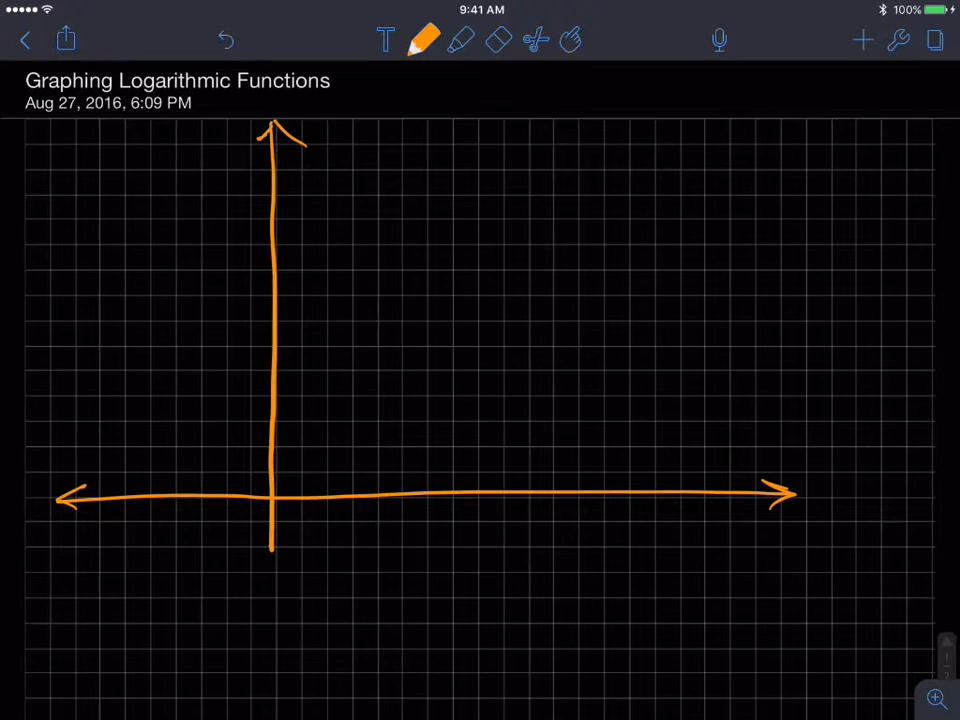 9:41 AM
100%
T
Graphing Logarithmic Functions
Aug 27, 2016, 6:09 PM